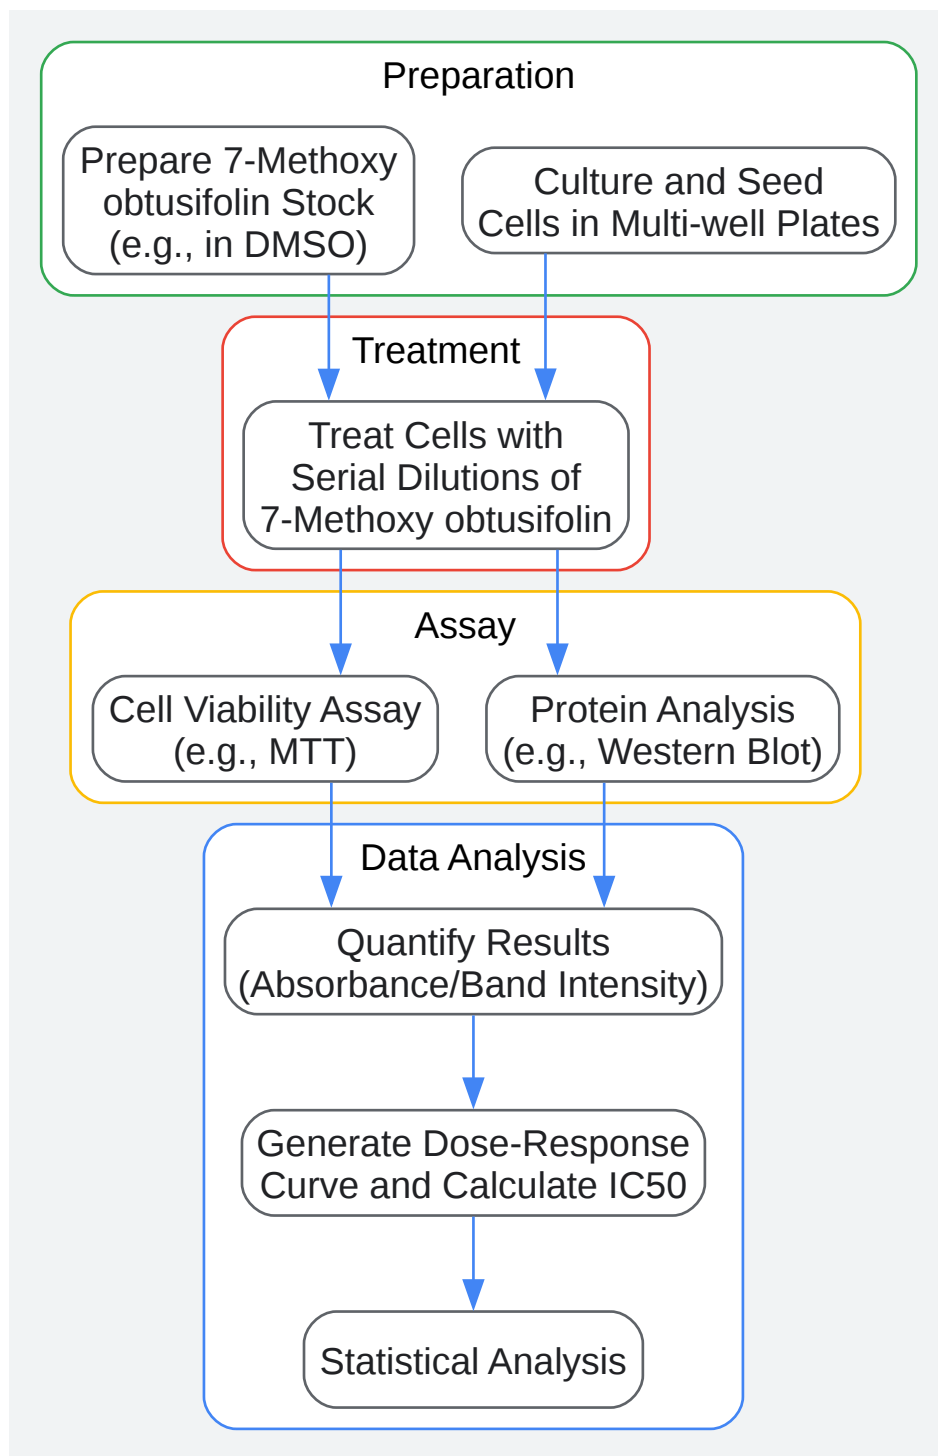 Preparation
Prepare 7-Methoxy
obtusifolin Stock
(e.g., in DMSO)
Culture and Seed
Cells in Multi-well Plates
Treatment
Treat Cells with
Serial Dilutions of
7-Methoxy obtusifolin
Assay
Cell Viability Assay
(e.g., MTT)
Protein Analysis
(e.g., Western Blot)
Data Analysis
Quantify Results
(Absorbance/Band Intensity)
Generate Dose-Response
Curve and Calculate IC50
Statistical Analysis